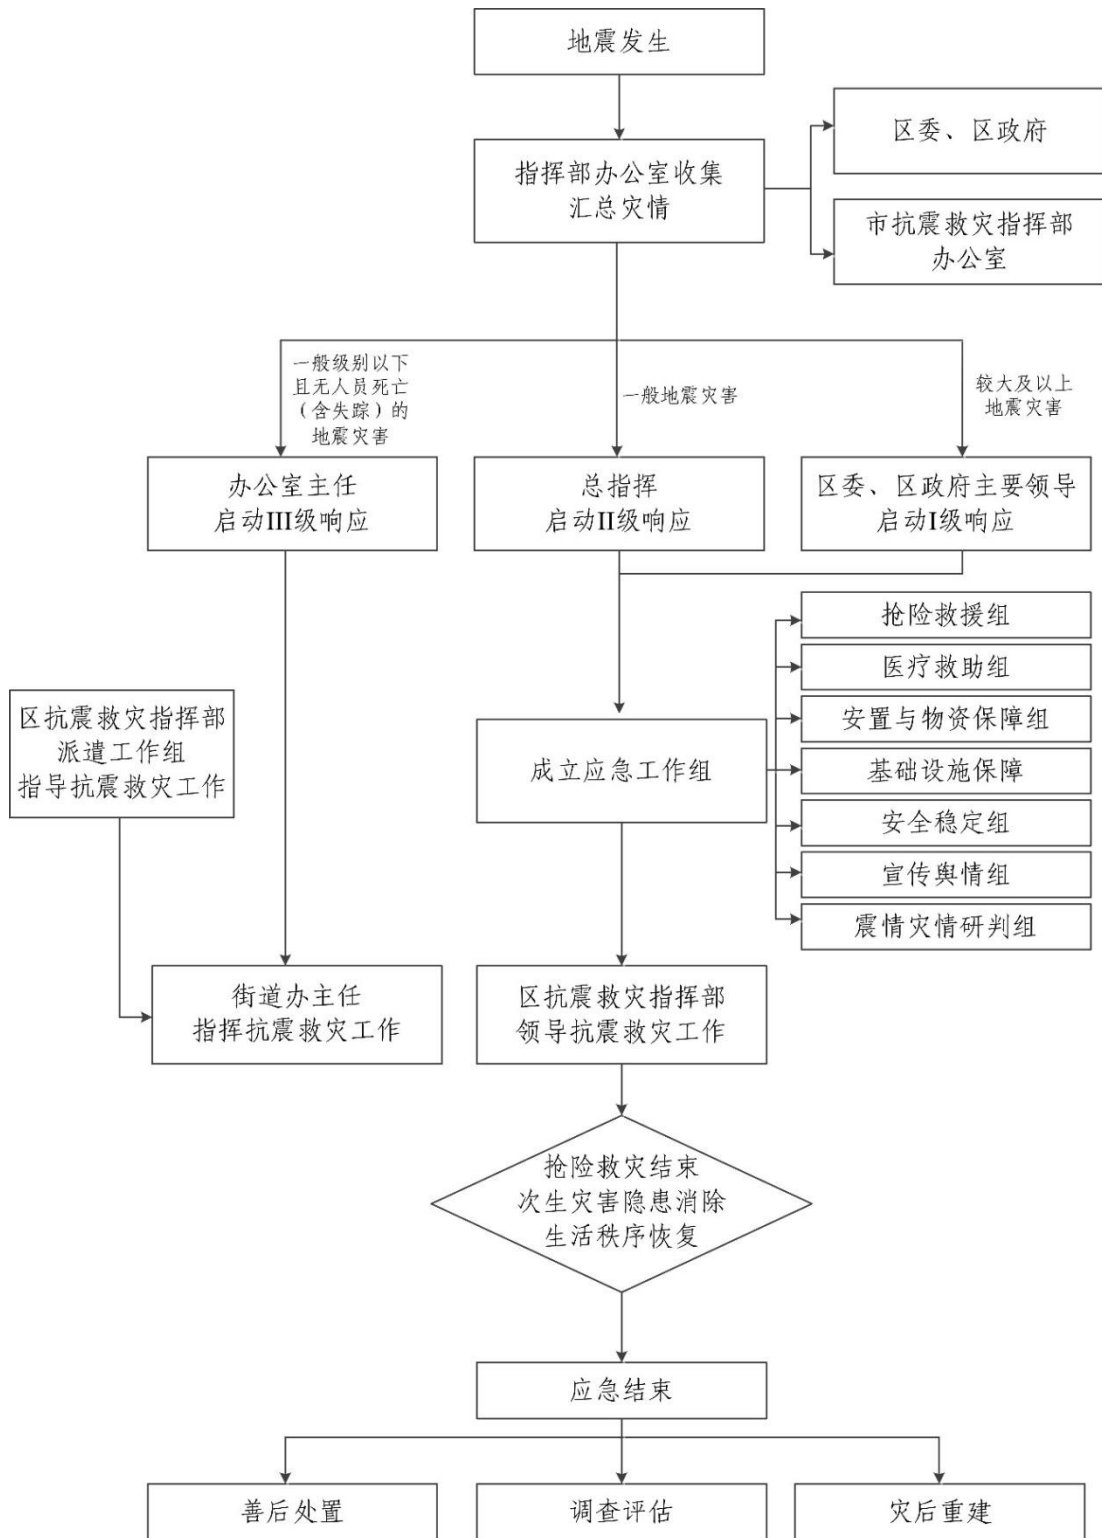 地震发生
区委、区政府
指挥部办公室收集
汇总灾情
市抗震救灾指挥部
办公室
一般级别以下
且无人员死亡
（含失踪）的
地震灾害
一般地震灾害
较大及以上
地震灾害
办公室主任
启动III级响应
总指挥
启动II级响应
区委、区政府主要领导
启动I级响应
抢险救援组
医疗救助组
安置与物资保障组
基础设施保障
安全稳定组
宣传舆情组
震情灾情研判组
区抗震救灾指挥部
派遣工作组
指导抗震救灾工作
成立应急工作组
街道办主任
指挥抗震救灾工作
区抗震救灾指挥部
领导抗震救灾工作
抢险救灾结束
次生灾害隐患消除
生活秩序恢复
应急结束
善后处置
调查评估
灾后重建